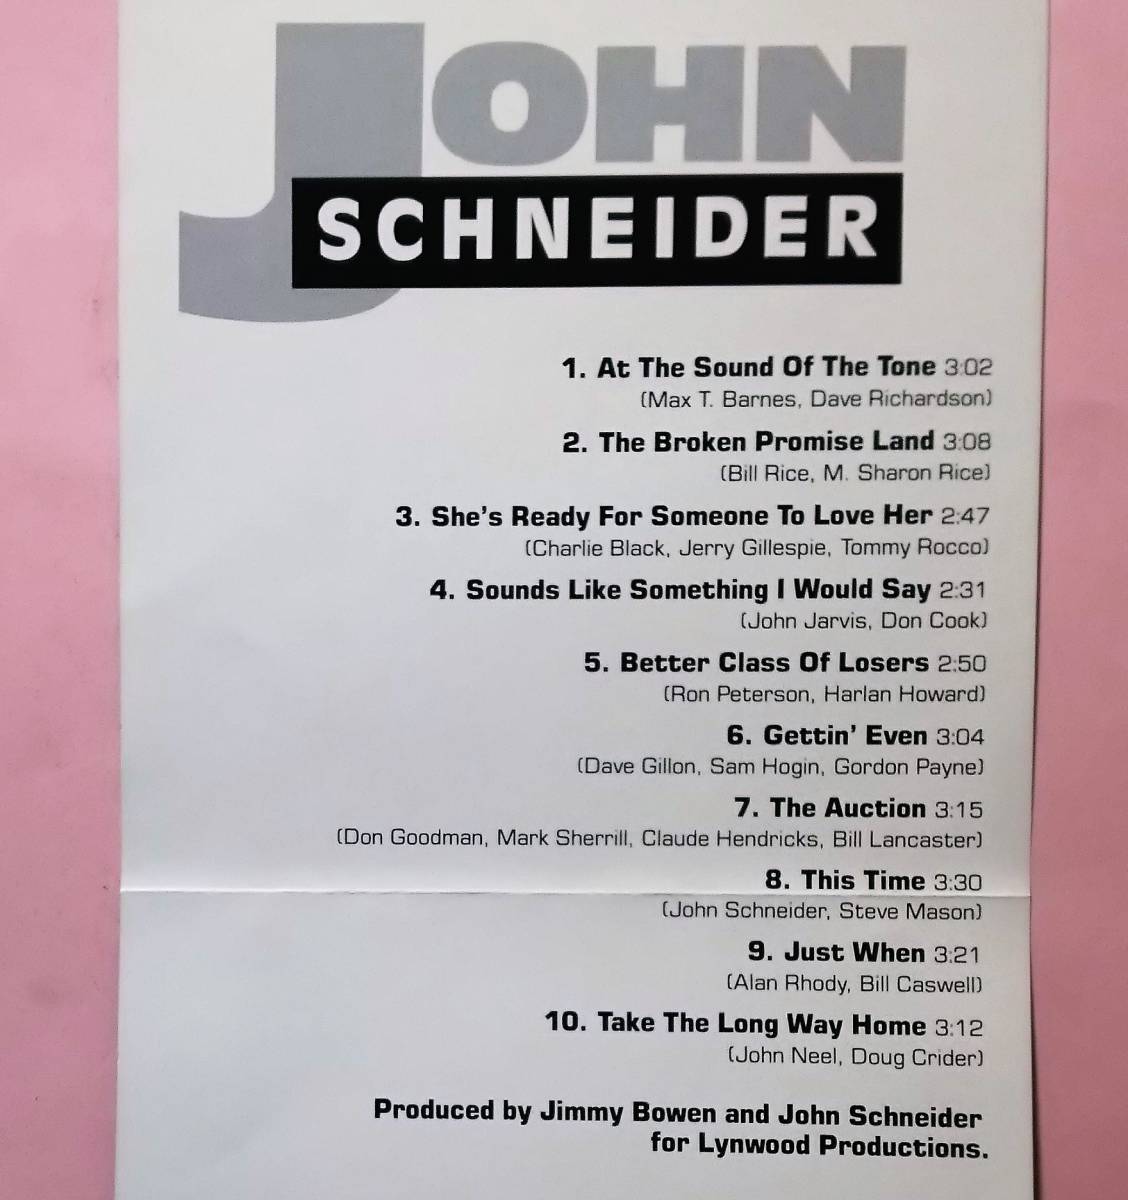 JOHN
SCHNEIDER
1. At The Sound Of The Tone 3:02
(Max T. Barnes, Dave Richardson)
2. The Broken Promise Land 3:08
(Bill Rice, M. Sharon Rice)
3. She's Ready For Someone To Love Her 2:47
(Charlie Black, Jerry Gillespie, Tommy Rocco)
4. Sounds Like Something I Would Say 2:31
(John Jarvis, Don Cook)
5. Better Class Of Losers 2:50
(Ron Peterson, Harlan Howard)
6. Gettin' Even 3:04
(Dave Gillon, Sam Hogin, Gordon Payne)
7. The Auction 3:15
(Don Goodman, Mark Sherrill, Claude Hendricks, Bill Lancaster)
8. This Time 3:30
(John Schneider, Steve Mason)
9. Just When 3:21
(Alan Rhody, Bill Caswell)
10. Take The Long Way Home 3:12
(John Neel, Doug Crider)
Produced by Jimmy Bowen and John Schneider
for Lynwood Productions.